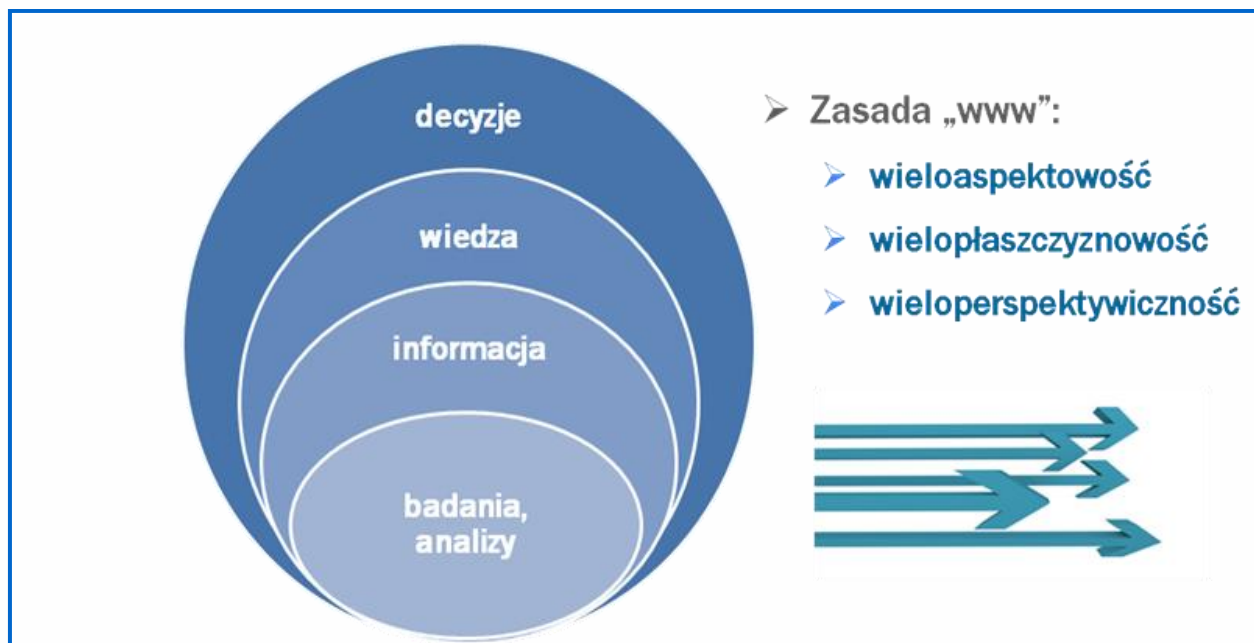 decyzje
wiedza
informacja
badania,
analizy
Zasada „www”:
wieloaspektowość
wielopłaszczyznowość
wieloperspektywiczność